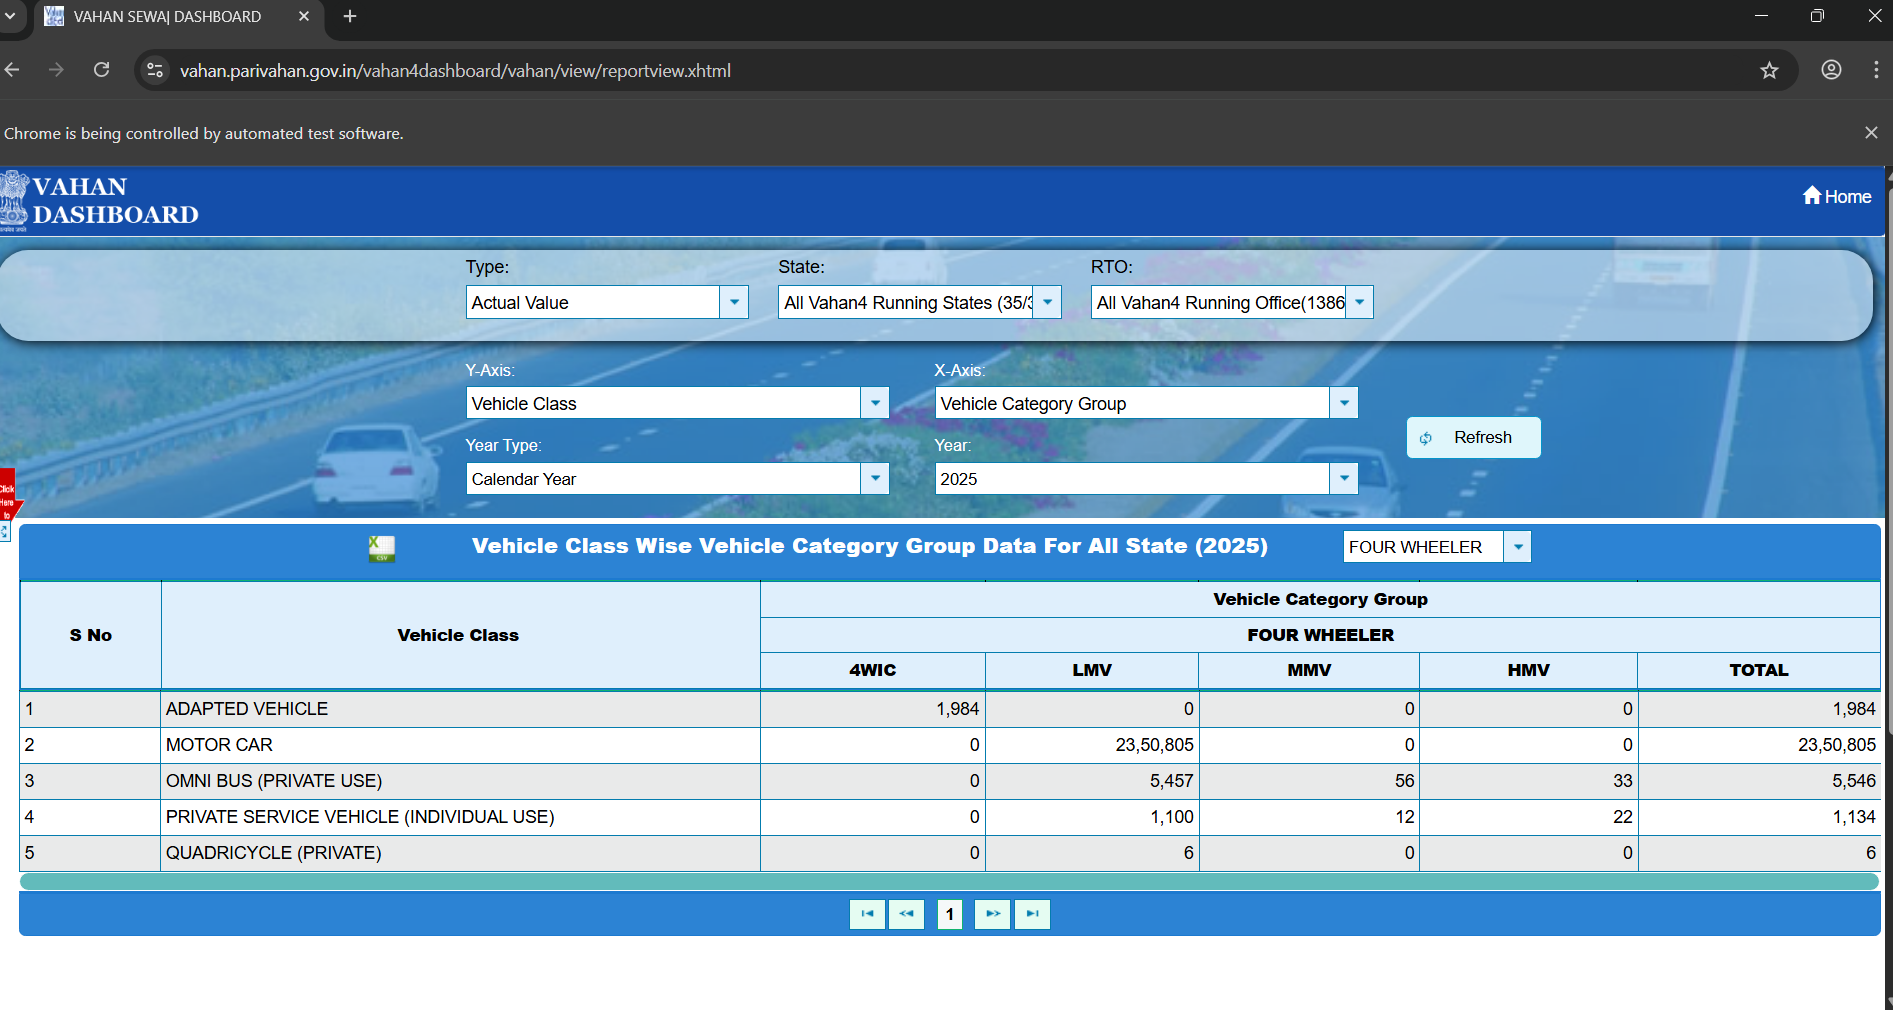 VAHAN SEWA| DASHBOARD
vahan.parivahan.gov.in/vahan4dashboard/vahan/view/reportview.xhtml
Chrome is being controlled by automated test software.
VAHAN
DASHBOARD
Home
Type: State: RTO:
Actual Value All Vahan4 Running States (35/3 All Vahan4 Running Office(1386
Y-Axis: X-Axis:
Vehicle Class Vehicle Category Group
Refresh
Year Type: Year:
Calendar Year 2025
Click
Here
to
CSV
Vehicle Class Wise Vehicle Category Group Data For All State (2025) FOUR WHEELER
S No Vehicle Class Vehicle Category Group
FOUR WHEELER
4WIC LMV MMV HMV TOTAL
1 ADAPTED VEHICLE 1,984 0 0 0 1,984
2 MOTOR CAR 0 23,50,805 0 0 23,50,805
3 OMNI BUS (PRIVATE USE) 0 5,457 56 33 5,546
4 PRIVATE SERVICE VEHICLE (INDIVIDUAL USE) 0 1,100 12 22 1,134
5 QUADRICYCLE (PRIVATE) 0 6 0 0 6
1